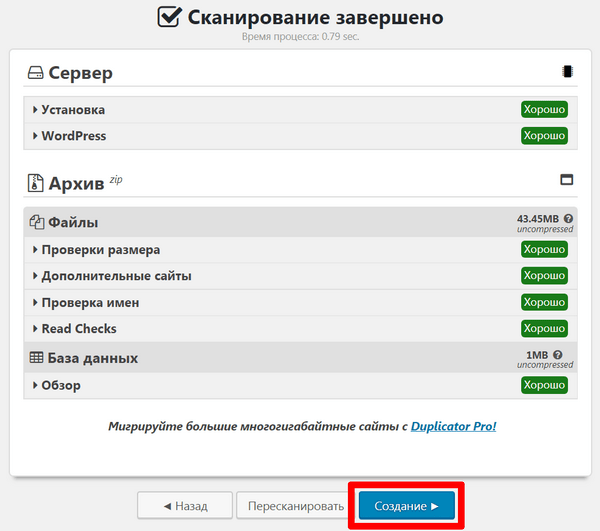 Сканирование завершено
Время процесса: 0.79 sec.
Сервер
Установка Хорошо
WordPress Хорошо
Архив zip
Файлы 43.45MB
uncompressed
Проверки размера Хорошо
Дополнительные сайты Хорошо
Проверка имен Хорошо
Read Checks Хорошо
База данных 1MB
uncompressed
Обзор Хорошо
Мигрируйте большие многогигабайтные сайты с Duplicator Pro!
◄ Назад Пересканировать Создание ►